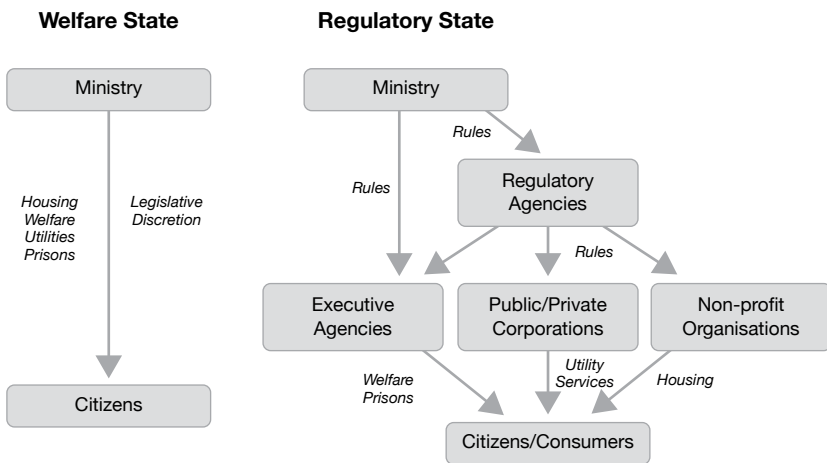 Welfare State
Ministry
Housing
Welfare
Utilities
Prisons
Legislative
Discretion
Citizens
Regulatory State
Ministry
Rules
Rules
Regulatory
Agencies
Rules
Executive
Agencies
Public/Private
Corporations
Non-profit
Organisations
Welfare
Prisons
Utility
Services
Housing
Citizens/Consumers